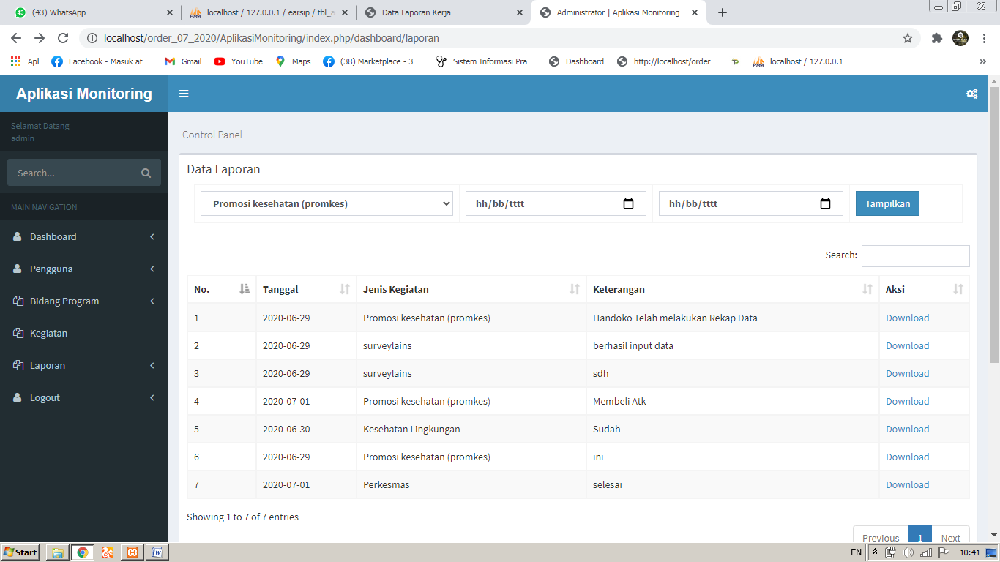 (43) WhatsApp
localhost / 127.0.0.1 / earsip / tbl_a
Data Laporan Kerja
Administrator | Aplikasi Monitoring
localhost/order_07_2020/AplikasiMonitoring/index.php/dashboard/laporan
Apl
Facebook - Masuk at...
Gmail
YouTube
Maps
(38) Marketplace - 3...
Sistem Informasi Pra...
Dashboard
http://localhost/order...
localhost / 127.0.0.1...
Aplikasi Monitoring
Selamat Datang
admin
Search...
MAIN NAVIGATION
Dashboard
Pengguna
Bidang Program
Kegiatan
Laporan
Logout
Control Panel
Data Laporan
Promosi kesehatan (promkes) hh/bb/tttt hh/bb/tttt Tampilkan
Search:
No. Tanggal Jenis Kegiatan Keterangan Aksi
1 2020-06-29 Promosi kesehatan (promkes) Handoko Telah melakukan Rekap Data Download
2 2020-06-29 surveylains berhasil input data Download
3 2020-06-29 surveylains sdh Download
4 2020-07-01 Promosi kesehatan (promkes) Membeli Atk Download
5 2020-06-30 Kesehatan Lingkungan Sudah Download
6 2020-06-29 Promosi kesehatan (promkes) ini Download
7 2020-07-01 Perkesmas selesai Download
Showing 1 to 7 of 7 entries
Previous 1 Next
Start
EN 10:41